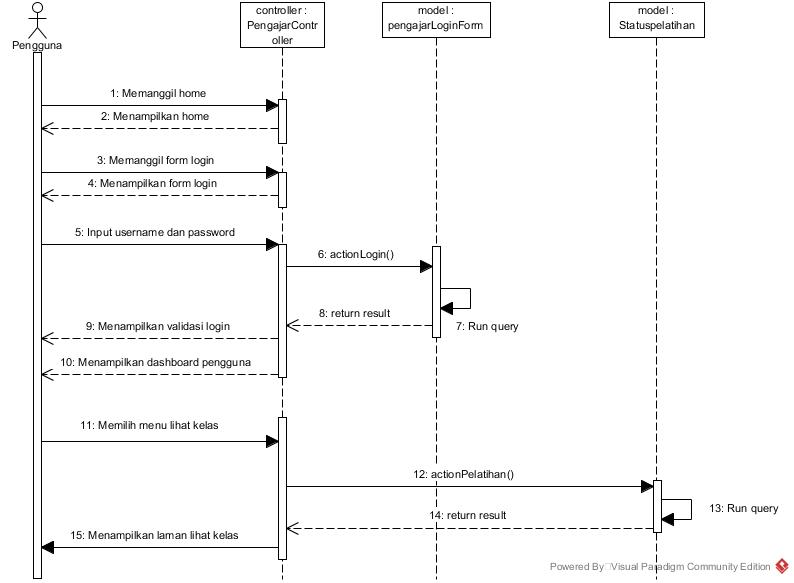 controller :
PengajarContr
oller
model :
pengajarLoginForm
model :
Statuspelatihan
Pengguna
1: Memanggil home
2: Menampilkan home
3: Memanggil form login
4: Menampilkan form login
5: Input username dan password
6: actionLogin()
7: Run query
8: return result
9: Menampilkan validasi login
10: Menampilkan dashboard pengguna
11: Memilih menu lihat kelas
12: actionPelatihan()
13: Run query
14: return result
15: Menampilkan laman lihat kelas
Powered By Visual Paradigm Community Edition